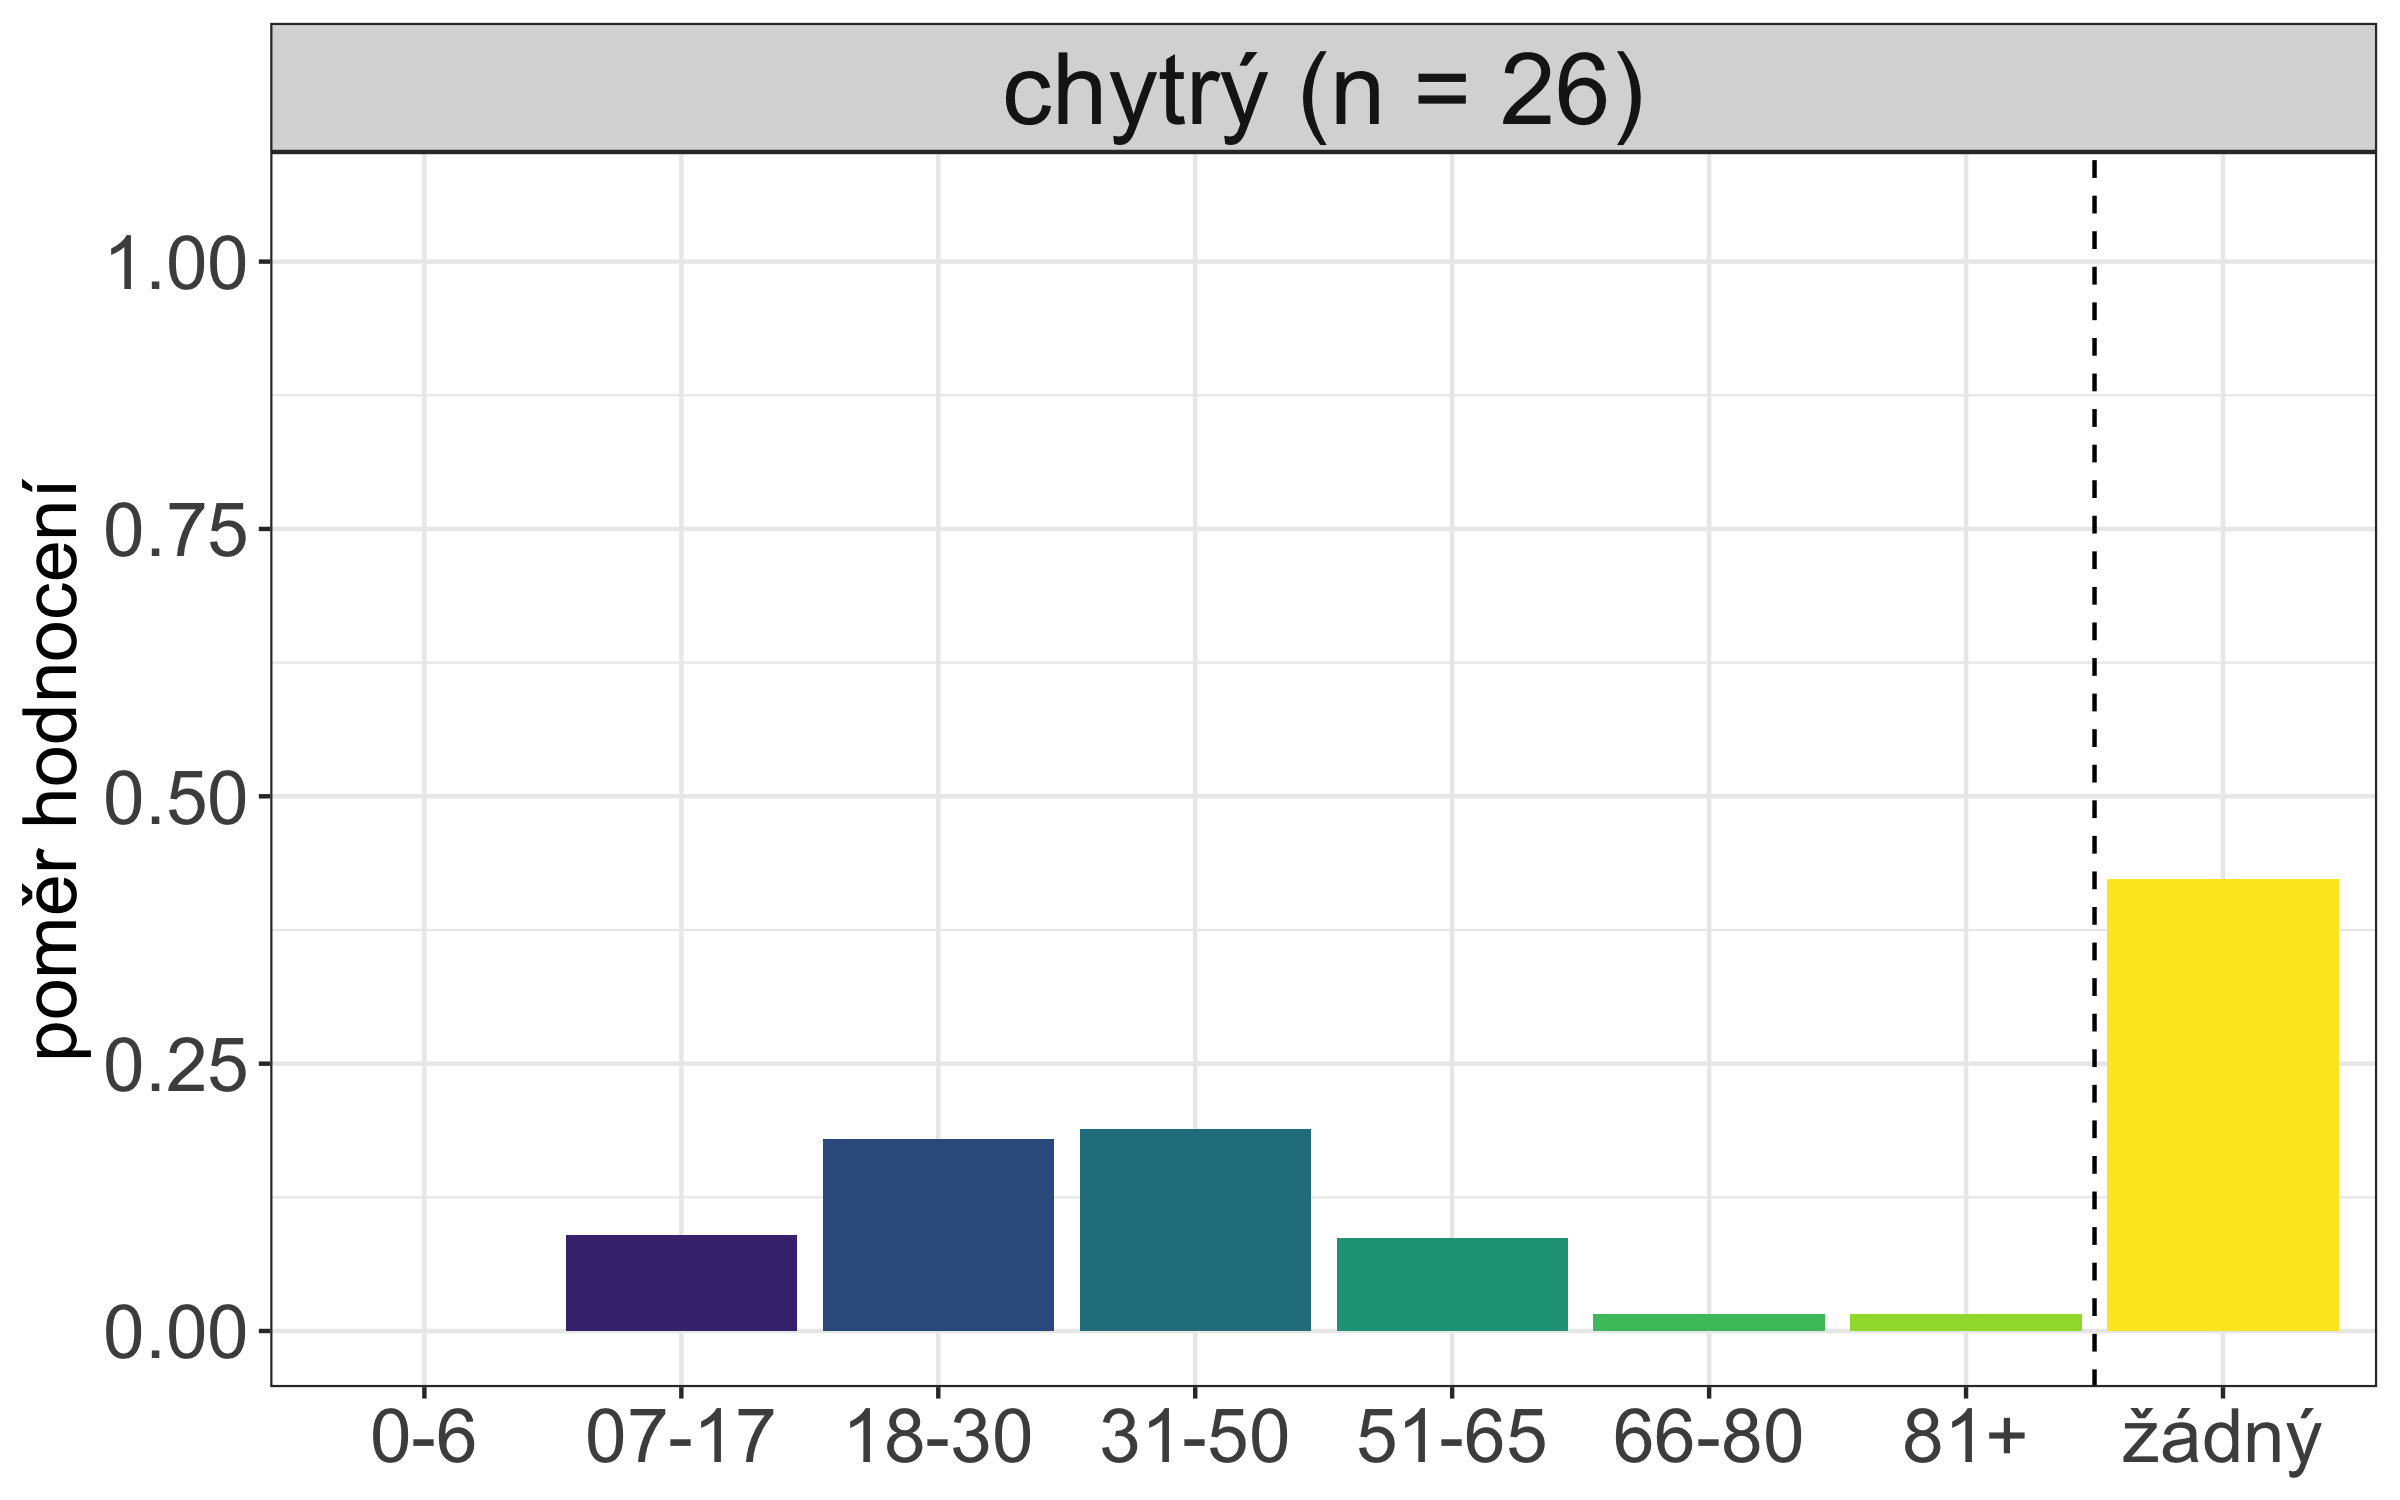 chytrý (n = 26)
poměr hodnocení
1.00
0.75
0.50
0.25
0.00
0-6 07-17 18-30 31-50 51-65 66-80 81+ žádný